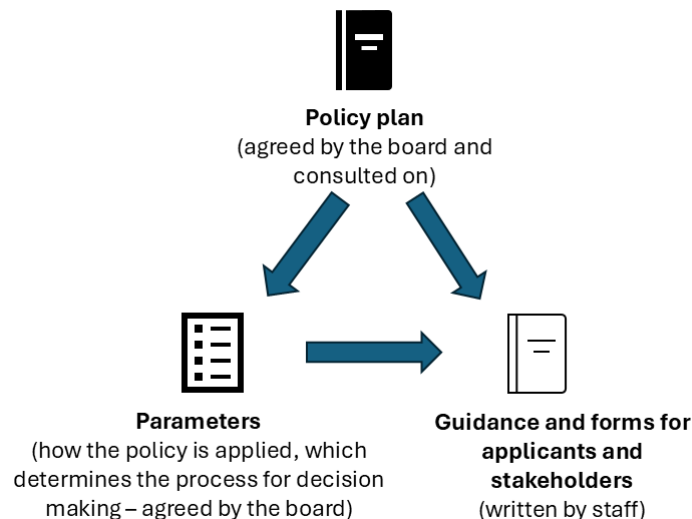 Policy plan
(agreed by the board and
consulted on)
Parameters
(how the policy is applied, which
determines the process for decision
making – agreed by the board)
Guidance and forms for
applicants and
stakeholders
(written by staff)